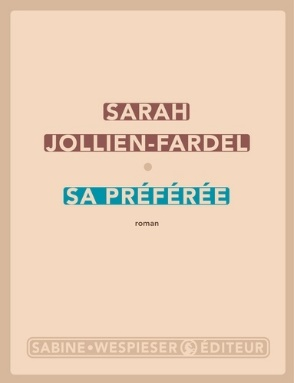 SARAH
JOLLIEN-FARDEL
SA PRÉFÉRÉE
roman
SABINE • WESPIESER ÉDITEUR